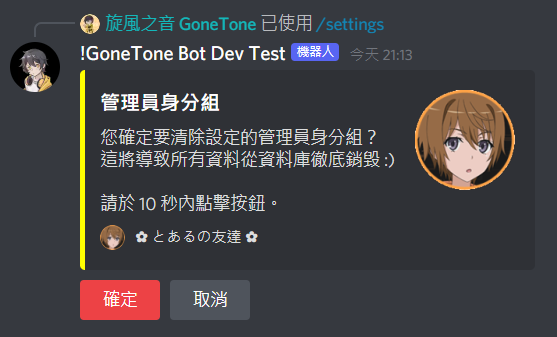 旋風之音 GoneTone 已使用 /settings
!GoneTone Bot Dev Test 機器人 今天 21:13
管理員身分組
您確定要清除設定的管理員身分組？
這將導致所有資料從資料庫徹底銷毀 :)
請於 10 秒內點擊按鈕。
✿ とあるの友達 ✿
確定
取消